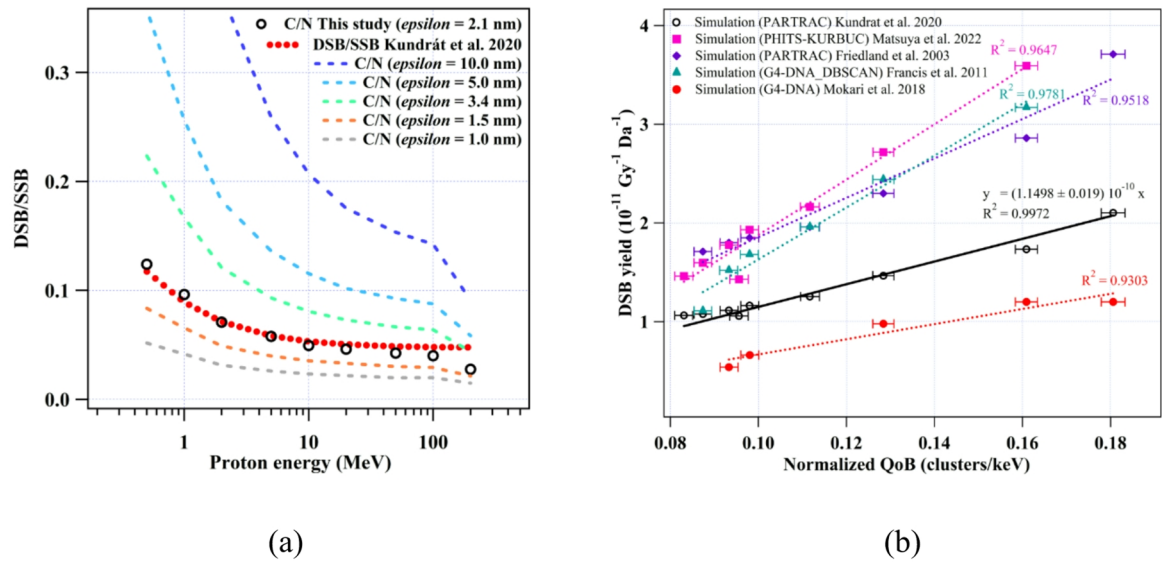 C/N This study (epsilon = 2.1 nm)
DSB/SSB Kundrát et al. 2020
C/N (epsilon = 10.0 nm)
C/N (epsilon = 5.0 nm)
C/N (epsilon = 3.4 nm)
C/N (epsilon = 1.5 nm)
C/N (epsilon = 1.0 nm)
0.3
0.2
0.1
0.0
DSB/SSB
1
10
100
Proton energy (MeV)
(a)
Simulation (PARTRAC) Kundrat et al. 2020
Simulation (PHITS-KURBUC) Matsuya et al. 2022
Simulation (PARTRAC) Friedland et al. 2003
Simulation (G4-DNA_DBSCAN) Francis et al. 2011
Simulation (G4-DNA) Mokari et al. 2018
R² = 0.9647
R² = 0.9781
R² = 0.9518
y = (1.1498 ± 0.019) 10⁻¹⁰ x
R² = 0.9972
R² = 0.9303
4
3
2
1
DSB yield (10⁻¹¹ Gy⁻¹ Da⁻¹)
0.08
0.10
0.12
0.14
0.16
0.18
Normalized QoB (clusters/keV)
(b)